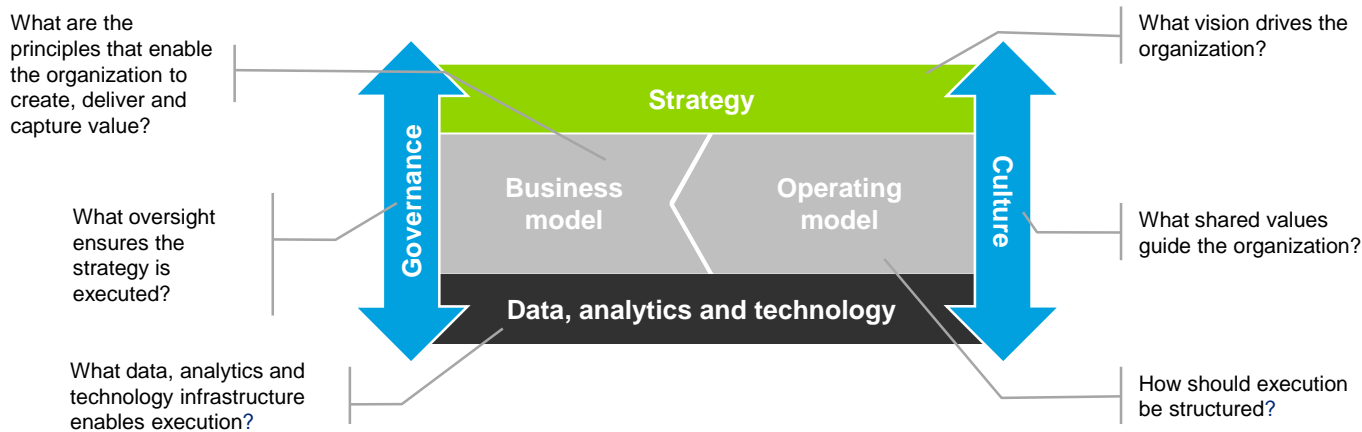 What are the
principles that enable
the organization to
create, deliver and
capture value?
What vision drives the
organization?
Strategy
Governance
Business
model
Operating
model
Culture
What oversight
ensures the
strategy is
executed?
What shared values
guide the organization?
Data, analytics and technology
What data, analytics and
technology infrastructure
enables execution?
How should execution
be structured?